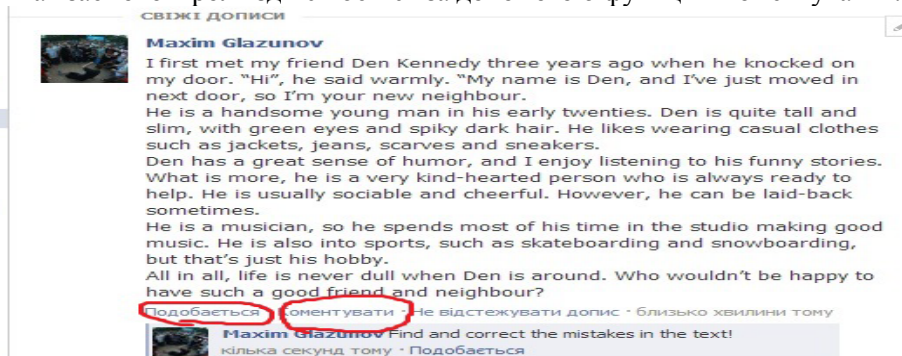 СВІЖІ ДОПИСИ
Maxim Glazunov
I first met my friend Den Kennedy three years ago when he knocked on
my door. “Hi”, he said warmly. “My name is Den, and I’ve just moved in
next door, so I’m your new neighbour.
He is a handsome young man in his early twenties. Den is quite tall and
slim, with green eyes and spiky dark hair. He likes wearing casual clothes
such as jackets, jeans, scarves and sneakers.
Den has a great sense of humor, and I enjoy listening to his funny stories.
What is more, he is a very kind-hearted person who is always ready to
help. He is usually sociable and cheerful. However, he can be laid-back
sometimes.
He is a musician, so he spends most of his time in the studio making good
music. He is also into sports, such as skateboarding and snowboarding,
but that’s just his hobby.
All in all, life is never dull when Den is around. Who wouldn’t be happy to
have such a good friend and neighbour?
Подобається · Коментувати · Не відстежувати допис · близько хвилини тому
Maxim Glazunov Find and correct the mistakes in the text!
кілька секунд тому · Подобається